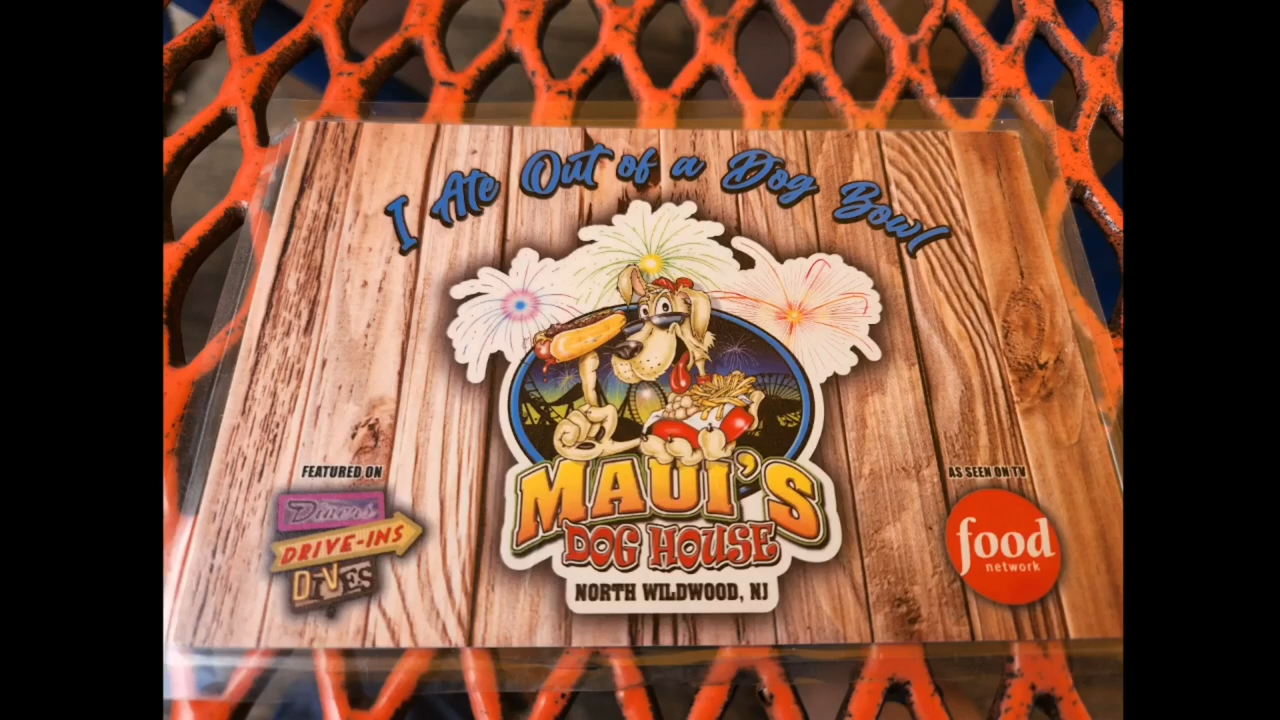 I Ate Out of a Dog Bowl
FEATURED ON
Diners
DRIVE-INS
DIVES
AS SEEN ON TV
food
network
MAUI'S
DOG HOUSE
NORTH WILDWOOD, NJ